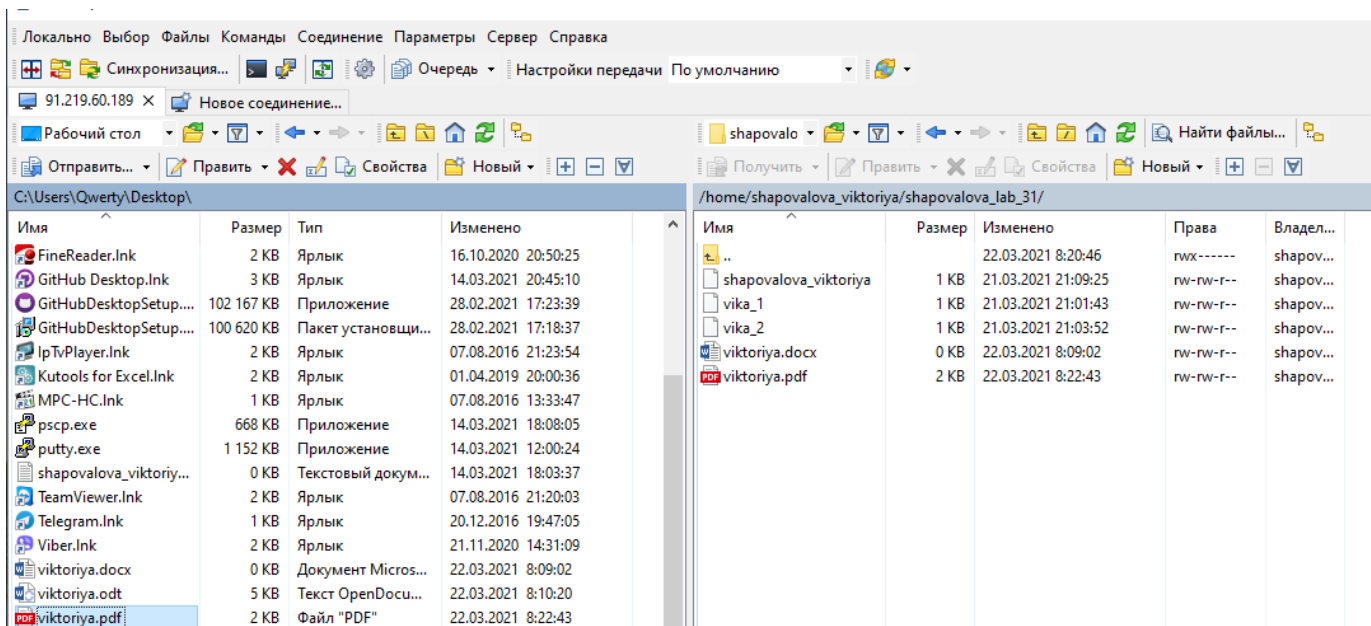 Локально Выбор Файлы Команды Соединение Параметры Сервер Справка
Синхронизация... Очередь Настройки передачи По умолчанию
91.219.60.189 × Новое соединение...
Рабочий стол
Отправить... Править Свойства Новый
C:\Users\Qwerty\Desktop\
Имя Размер Тип Изменено
FineReader.lnk 2 KB Ярлык 16.10.2020 20:50:25
GitHub Desktop.lnk 3 KB Ярлык 14.03.2021 20:45:10
GitHubDesktopSetup.... 102 167 KB Приложение 28.02.2021 17:23:39
GitHubDesktopSetup.... 100 620 KB Пакет установщи... 28.02.2021 17:18:37
IpTvPlayer.lnk 2 KB Ярлык 07.08.2016 21:23:54
Kutools for Excel.lnk 2 KB Ярлык 01.04.2019 20:00:36
MPC-HC.lnk 1 KB Ярлык 07.08.2016 13:33:47
pscp.exe 668 KB Приложение 14.03.2021 18:08:05
putty.exe 1 152 KB Приложение 14.03.2021 12:00:24
shapovalova_viktoriy... 0 KB Текстовый докум... 14.03.2021 18:03:37
TeamViewer.lnk 2 KB Ярлык 07.08.2016 21:20:03
Telegram.lnk 1 KB Ярлык 20.12.2016 19:47:05
Viber.lnk 2 KB Ярлык 21.11.2020 14:31:09
viktoriya.docx 0 KB Документ Micros... 22.03.2021 8:09:02
viktoriya.odt 5 KB Текст OpenDocu... 22.03.2021 8:10:20
viktoriya.pdf 2 KB Файл "PDF" 22.03.2021 8:22:43
shapovalo Найти файлы...
Получить Править Свойства Новый
/home/shapovalova_viktoriya/shapovalova_lab_31/
Имя Размер Изменено Права Владел...
.. 22.03.2021 8:20:46 rwx------ shapov...
shapovalova_viktoriya 1 KB 21.03.2021 21:09:25 rw-rw-r-- shapov...
vika_1 1 KB 21.03.2021 21:01:43 rw-rw-r-- shapov...
vika_2 1 KB 21.03.2021 21:03:52 rw-rw-r-- shapov...
viktoriya.docx 0 KB 22.03.2021 8:09:02 rw-rw-r-- shapov...
viktoriya.pdf 2 KB 22.03.2021 8:22:43 rw-rw-r-- shapov...